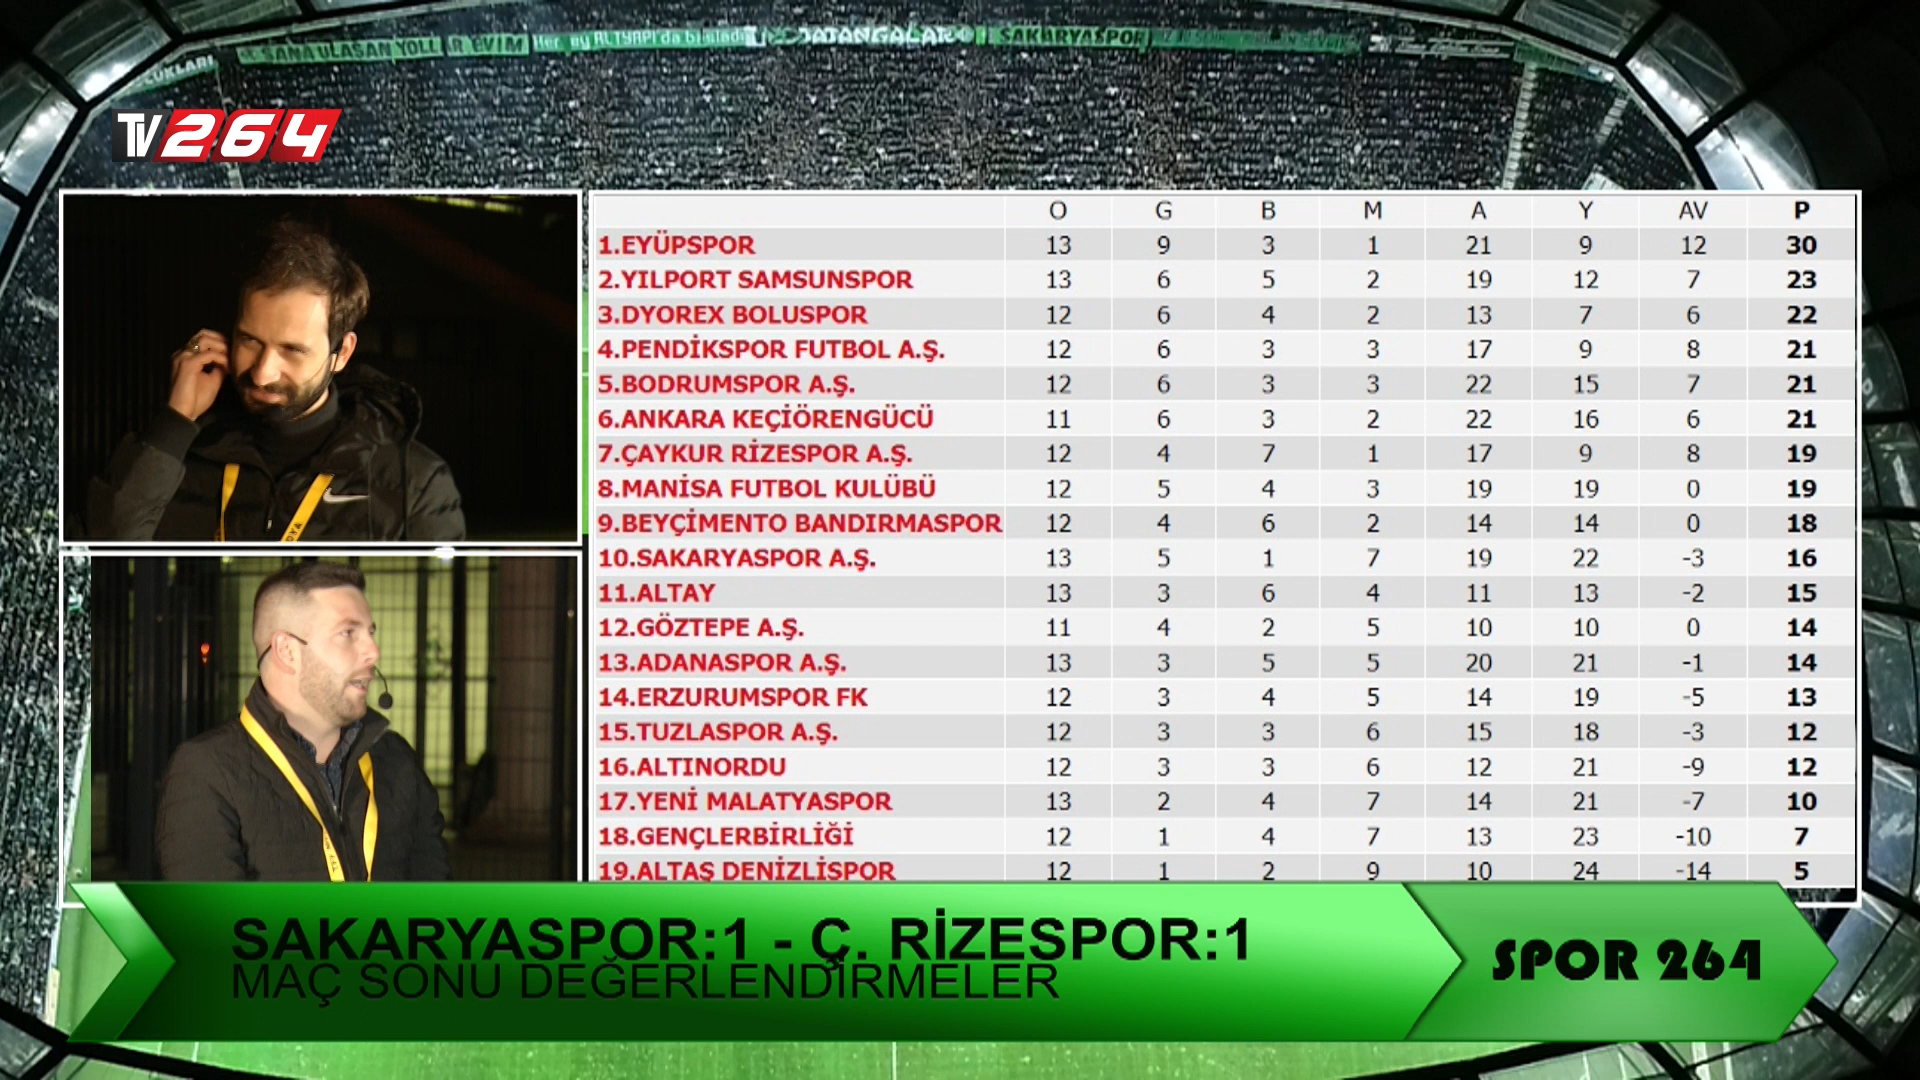 SANA ULAŞAN YOLL
R EVİM
Her şey ALTYAPI'da başladı
TATANGALAR
SAKARYASPOR
TV264
O G B M A Y AV P
1.EYÜPSPOR 13 9 3 1 21 9 12 30
2.YILPORT SAMSUNSPOR 13 6 5 2 19 12 7 23
3.DYOREX BOLUSPOR 12 6 4 2 13 7 6 22
4.PENDİKSPOR FUTBOL A.Ş. 12 6 3 3 17 9 8 21
5.BODRUMSPOR A.Ş. 12 6 3 3 22 15 7 21
6.ANKARA KEÇİÖRENGÜCÜ 11 6 3 2 22 16 6 21
7.ÇAYKUR RİZESPOR A.Ş. 12 4 7 1 17 9 8 19
8.MANİSA FUTBOL KULÜBÜ 12 5 4 3 19 19 0 19
9.BEYÇİMENTO BANDIRMASPOR 12 4 6 2 14 14 0 18
10.SAKARYASPOR A.Ş. 13 5 1 7 19 22 -3 16
11.ALTAY 13 3 6 4 11 13 -2 15
12.GÖZTEPE A.Ş. 11 4 2 5 10 10 0 14
13.ADANASPOR A.Ş. 13 3 5 5 20 21 -1 14
14.ERZURUMSPOR FK 12 3 4 5 14 19 -5 13
15.TUZLASPOR A.Ş. 12 3 3 6 15 18 -3 12
16.ALTINORDU 12 3 3 6 12 21 -9 12
17.YENİ MALATYASPOR 13 2 4 7 14 21 -7 10
18.GENÇLERBİRLİĞİ 12 1 4 7 13 23 -10 7
19.ALTAŞ DENİZLİSPOR 12 1 2 9 10 24 -14 5
SAKARYASPOR:1 - Ç. RİZESPOR:1
MAÇ SONU DEĞERLENDİRMELER
SPOR 264